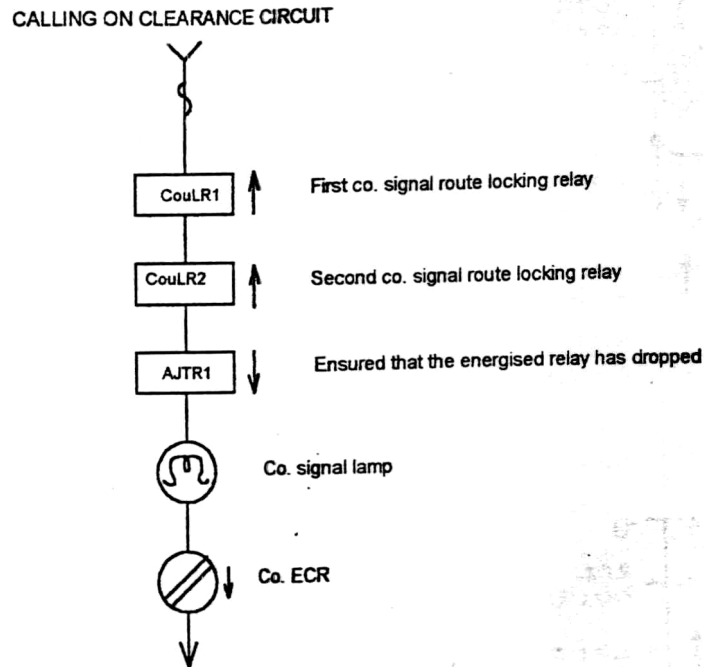 CALLING ON CLEARANCE CIRCUIT
CouLR1
First co. signal route locking relay
CouLR2
Second co. signal route locking relay
AJTR1
Ensured that the energised relay has dropped
Co. signal lamp
Co. ECR